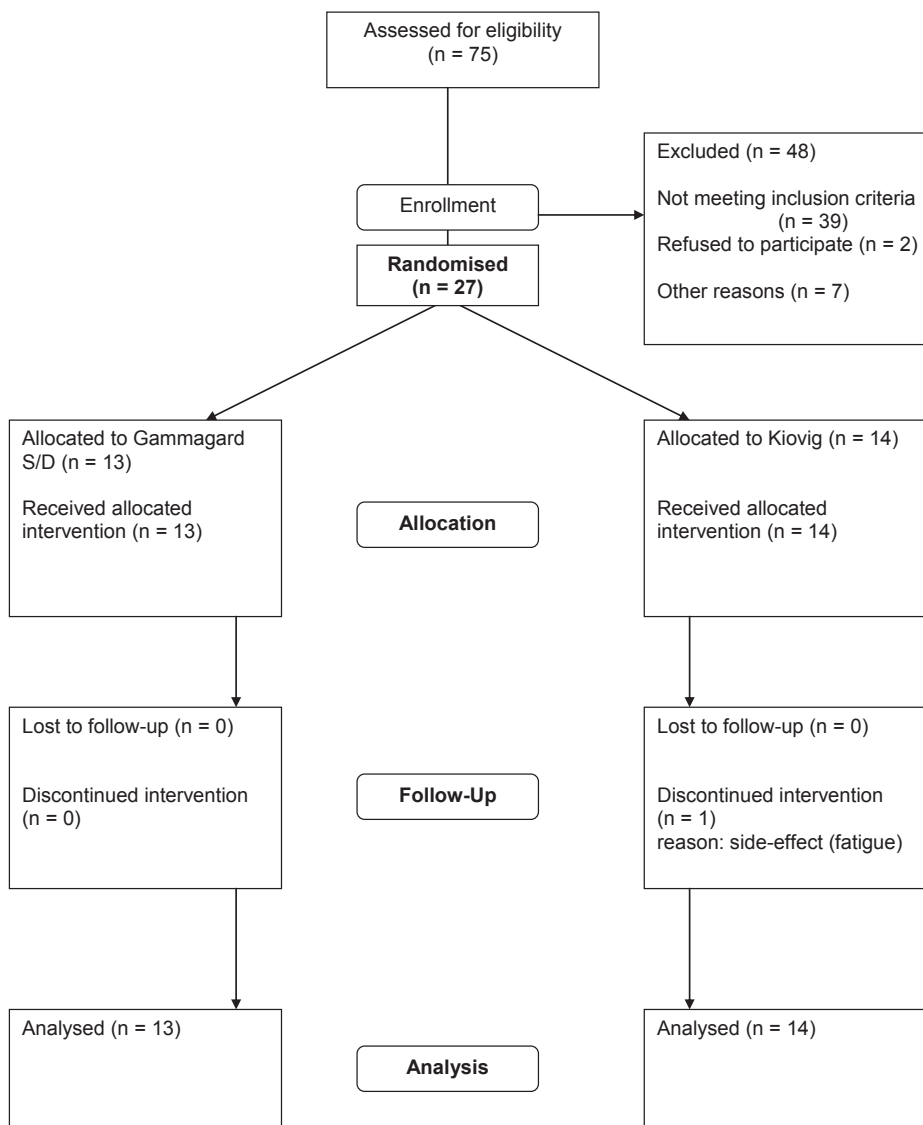 Assessed for eligibility
(n = 75)
Excluded (n = 48)
Not meeting inclusion criteria
(n = 39)
Refused to participate (n = 2)
Other reasons (n = 7)
Enrollment
Randomised
(n = 27)
Allocated to Gammagard
S/D (n = 13)
Received allocated
intervention (n = 13)
Allocation
Allocated to Kiovig (n = 14)
Received allocated
intervention (n = 14)
Lost to follow-up (n = 0)
Discontinued intervention
(n = 0)
Follow-Up
Lost to follow-up (n = 0)
Discontinued intervention
(n = 1)
reason: side-effect (fatigue)
Analysed (n = 13)
Analysis
Analysed (n = 14)